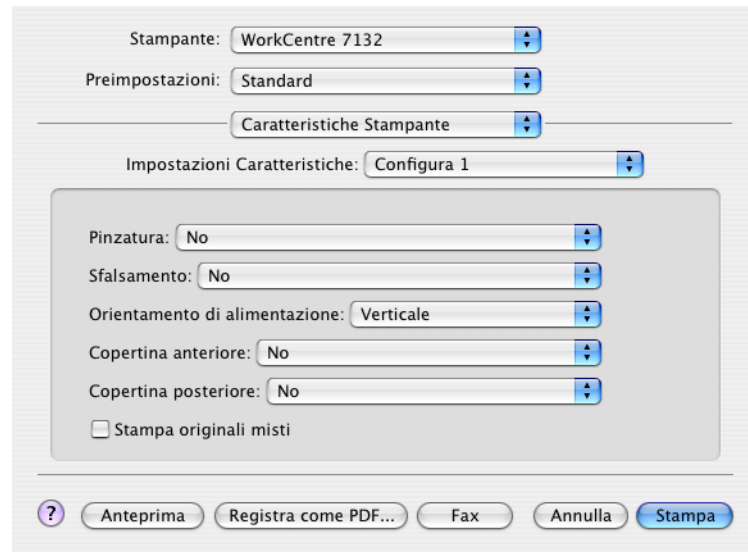 Stampante: WorkCentre 7132
Preimpostazioni: Standard
Caratteristiche Stampante
Impostazioni Caratteristiche: Configura 1
Pinzatura: No
Sfalsamento: No
Orientamento di alimentazione: Verticale
Copertina anteriore: No
Copertina posteriore: No
Stampa originali misti
? Anteprima Registra come PDF... Fax Annulla Stampa